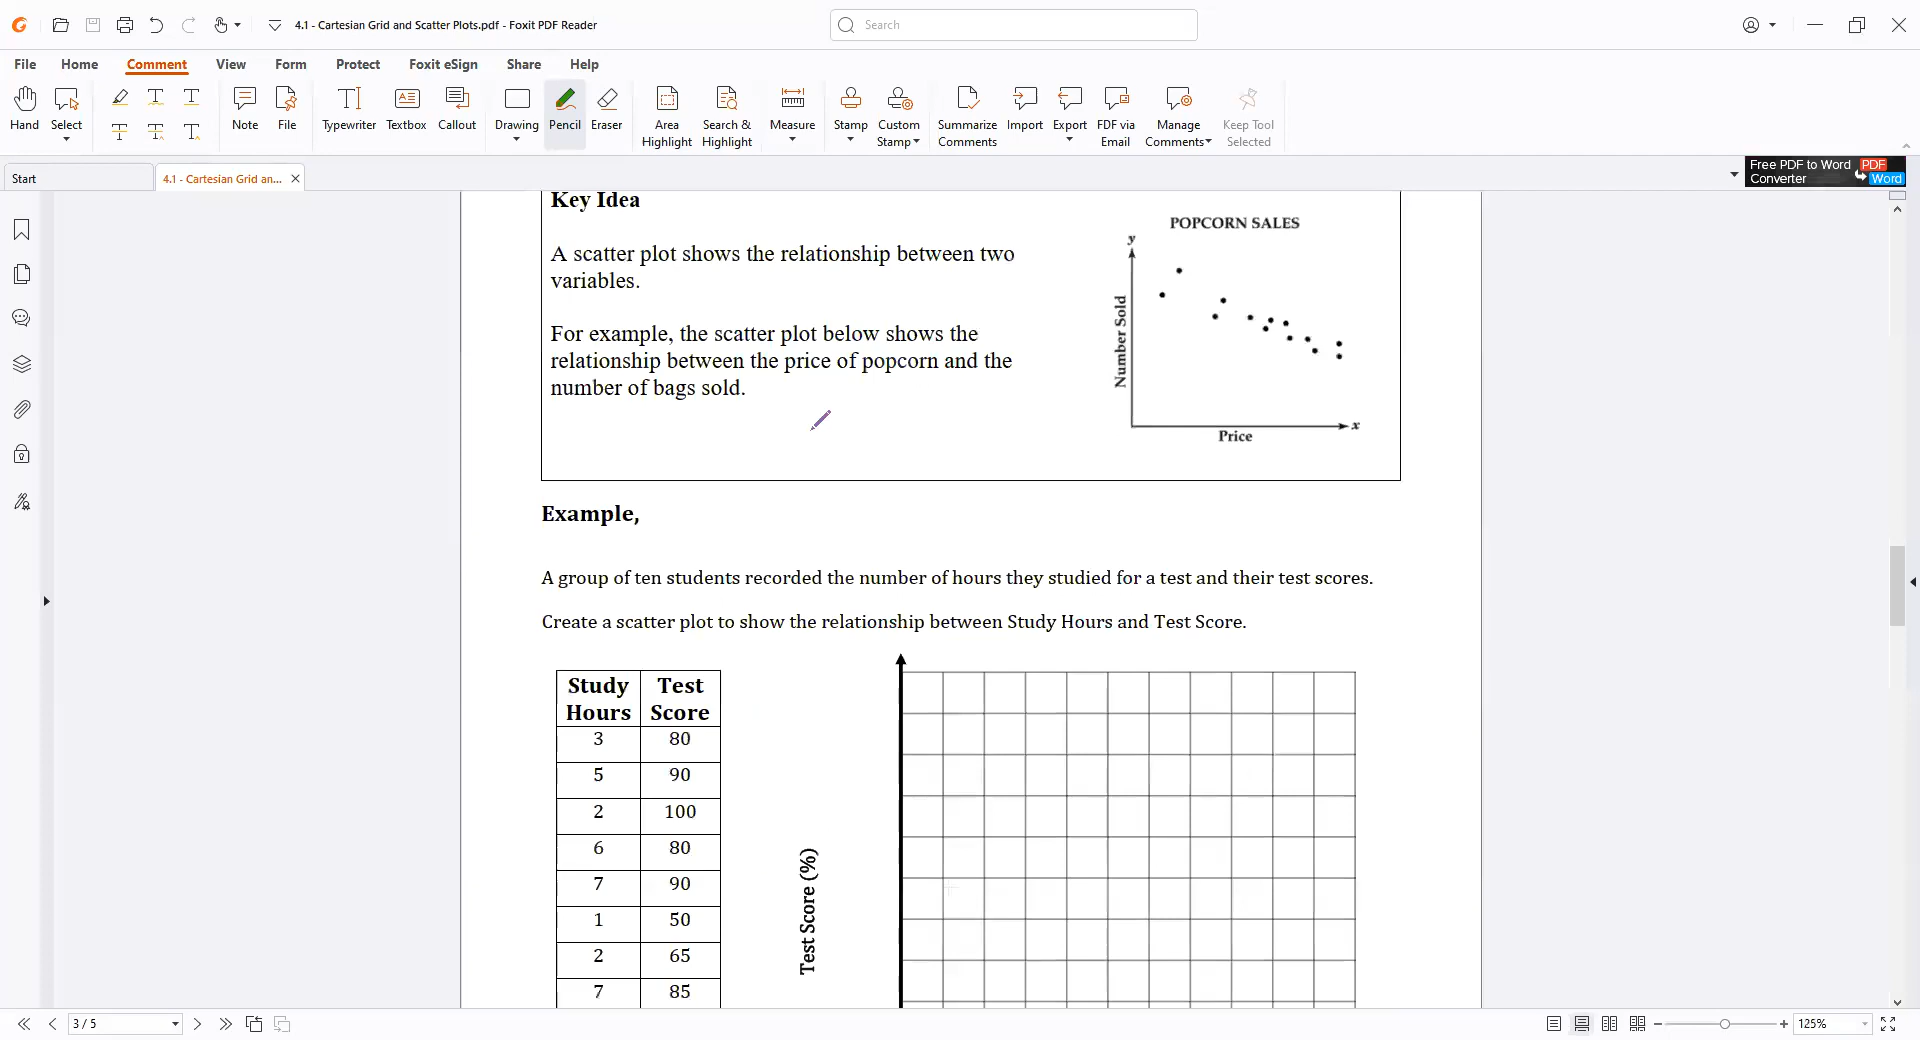 4.1 - Cartesian Grid and Scatter Plots.pdf - Foxit PDF Reader
Search
File Home Comment View Form Protect Foxit eSign Share Help
Hand
Select
Note
File
Typewriter
Textbox
Callout
Drawing
Pencil
Eraser
Area
Highlight
Search &
Highlight
Measure
Stamp
Custom
Stamp
Summarize
Comments
Import
Export
FDF via
Email
Manage
Comments
Keep Tool
Selected
Start
4.1 - Cartesian Grid an...
Free PDF to Word
Converter
PDF
Word
Key Idea
A scatter plot shows the relationship between two
variables.
For example, the scatter plot below shows the
relationship between the price of popcorn and the
number of bags sold.
POPCORN SALES
y
Number Sold
x
Price
Example,
A group of ten students recorded the number of hours they studied for a test and their test scores.
Create a scatter plot to show the relationship between Study Hours and Test Score.
Study Test
Hours Score
3 80
5 90
2 100
6 80
7 90
1 50
2 65
7 85
Test Score (%)
3 / 5
125%